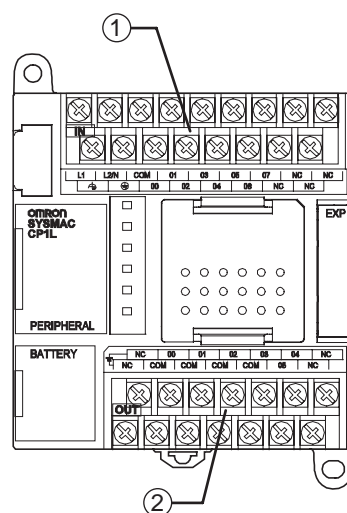 1
IN
L1 L2/N COM 01 03 05 07 NC NC
00 02 04 06 NC NC
omron
SYSMAC
CP1L
EXP
PERIPHERAL
BATTERY
NC 00 01 02 03 04 NC
NC COM COM COM COM 05 NC
OUT
2